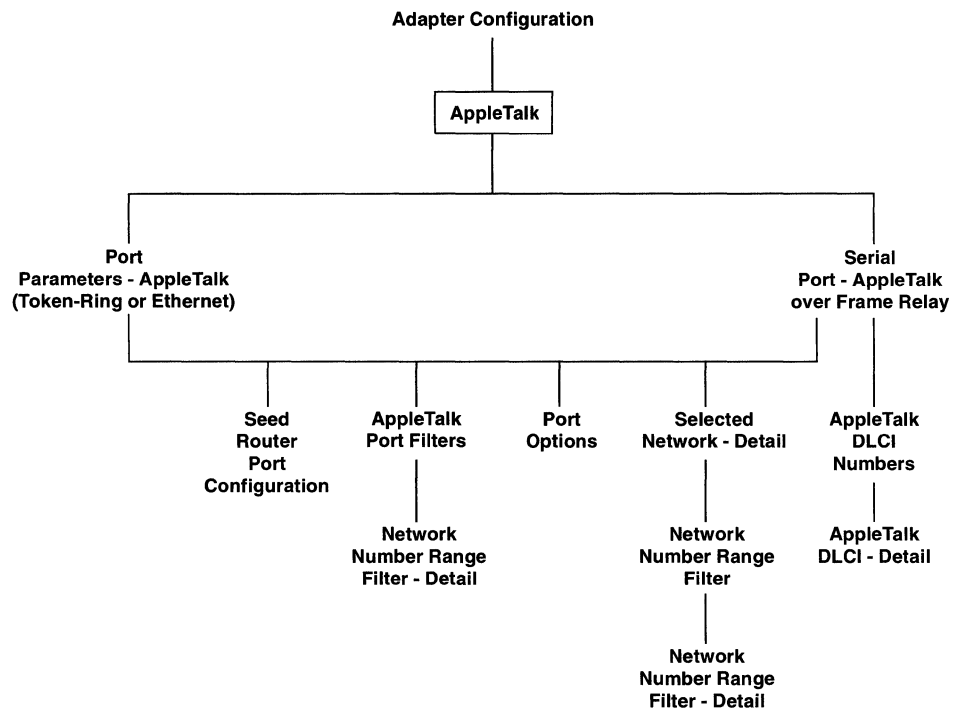 Adapter Configuration
AppleTalk
Port
Parameters - AppleTalk
(Token-Ring or Ethernet)
Serial
Port - AppleTalk
over Frame Relay
Seed
Router
Port
Configuration
AppleTalk
Port Filters
Port
Options
Selected
Network - Detail
AppleTalk
DLCI
Numbers
Network
Number Range
Filter - Detail
Network
Number Range
Filter
AppleTalk
DLCI - Detail
Network
Number Range
Filter - Detail